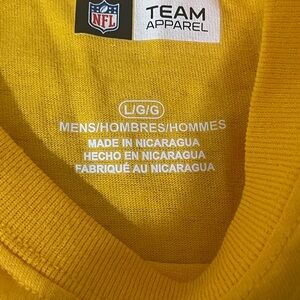 NFL
TEAM
APPAREL
L/G/G
MENS/HOMBRES/HOMMES
MADE IN NICARAGUA
HECHO EN NICARAGUA
FABRIQUÉ AU NICARAGUA